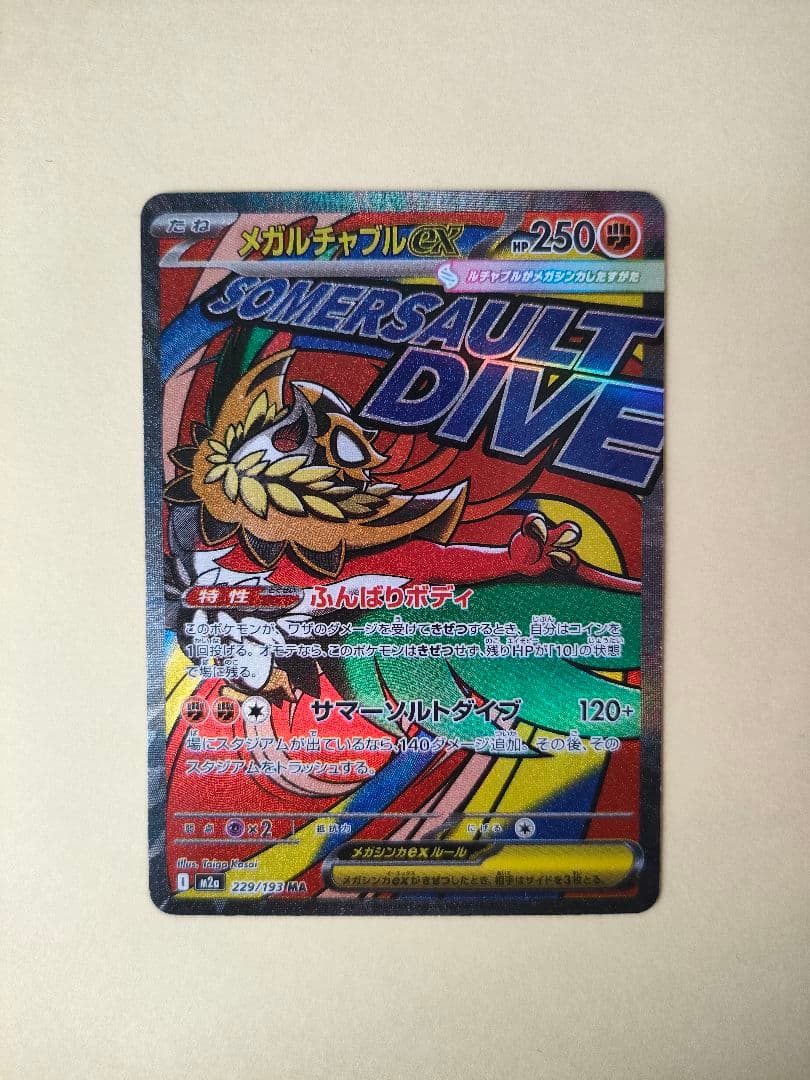 たね メガルチャブルex HP250
ルチャブルがメガシンカしたすがた
SOMERSAULT
DIVE
特性 ふんばりボディ
このポケモンが、ワザのダメージを受けてきぜつするとき、自分はコインを
1回投げる。オモテなら、このポケモンはきぜつせず、残りHPが「10」の状態
で場に残る。
サマーソルトダイブ 120+
場にスタジアムが出ているなら、140ダメージ追加。その後、その
スタジアムをトラッシュする。
弱点 ×2 抵抗力 にげる
メガシンカexルール
メガシンカexがきぜつしたとき、相手はサイドを3枚とる。
Illus. Taiga Kasai
I M2a 229/193 MA